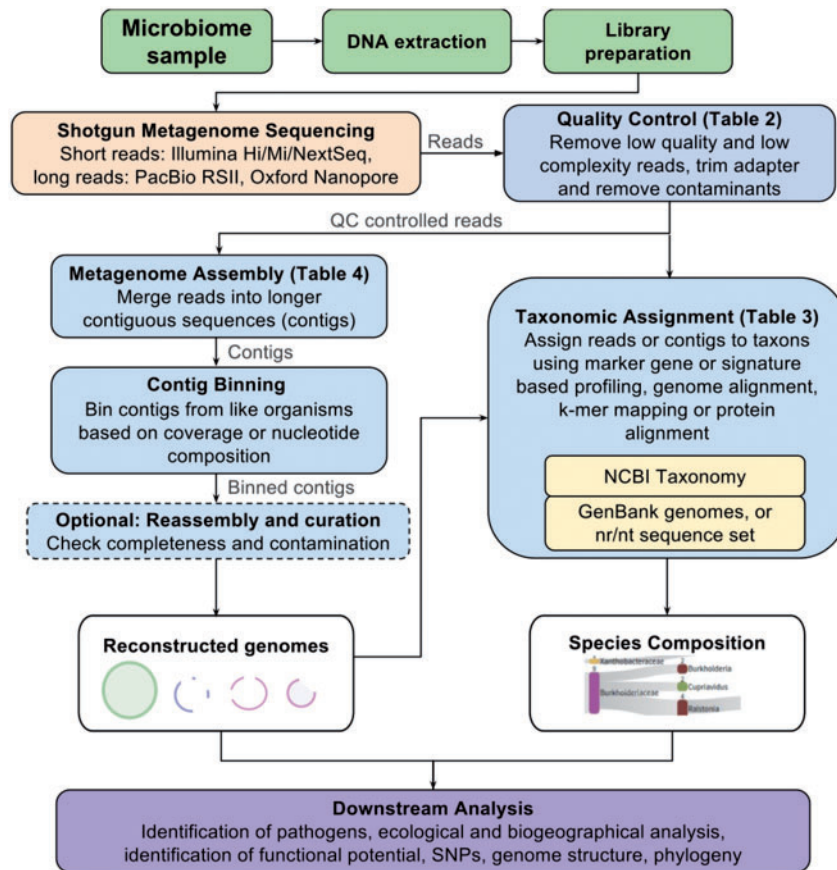 Microbiome
sample
DNA extraction
Library
preparation
Shotgun Metagenome Sequencing
Short reads: Illumina Hi/Mi/NextSeq,
long reads: PacBio RSII, Oxford Nanopore
Reads
Quality Control (Table 2)
Remove low quality and low
complexity reads, trim adapter
and remove contaminants
QC controlled reads
Metagenome Assembly (Table 4)
Merge reads into longer
contiguous sequences (contigs)
Contigs
Contig Binning
Bin contigs from like organisms
based on coverage or nucleotide
composition
Binned contigs
Optional: Reassembly and curation
Check completeness and contamination
Taxonomic Assignment (Table 3)
Assign reads or contigs to taxons
using marker gene or signature
based profiling, genome alignment,
k-mer mapping or protein
alignment
NCBI Taxonomy
GenBank genomes, or
nr/nt sequence set
Reconstructed genomes
Species Composition
Xanthobacteraceae
Burkholderia
Burkholderiaceae
Cupriavidus
Ralstonia
Downstream Analysis
Identification of pathogens, ecological and biogeographical analysis,
identification of functional potential, SNPs, genome structure, phylogeny